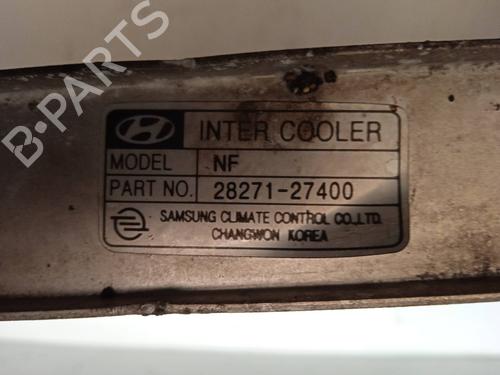 B-PARTS
INTER COOLER
MODEL NF
PART NO. 28271-27400
SAMSUNG CLIMATE CONTROL CO.,LTD.
CHANGWON KOREA